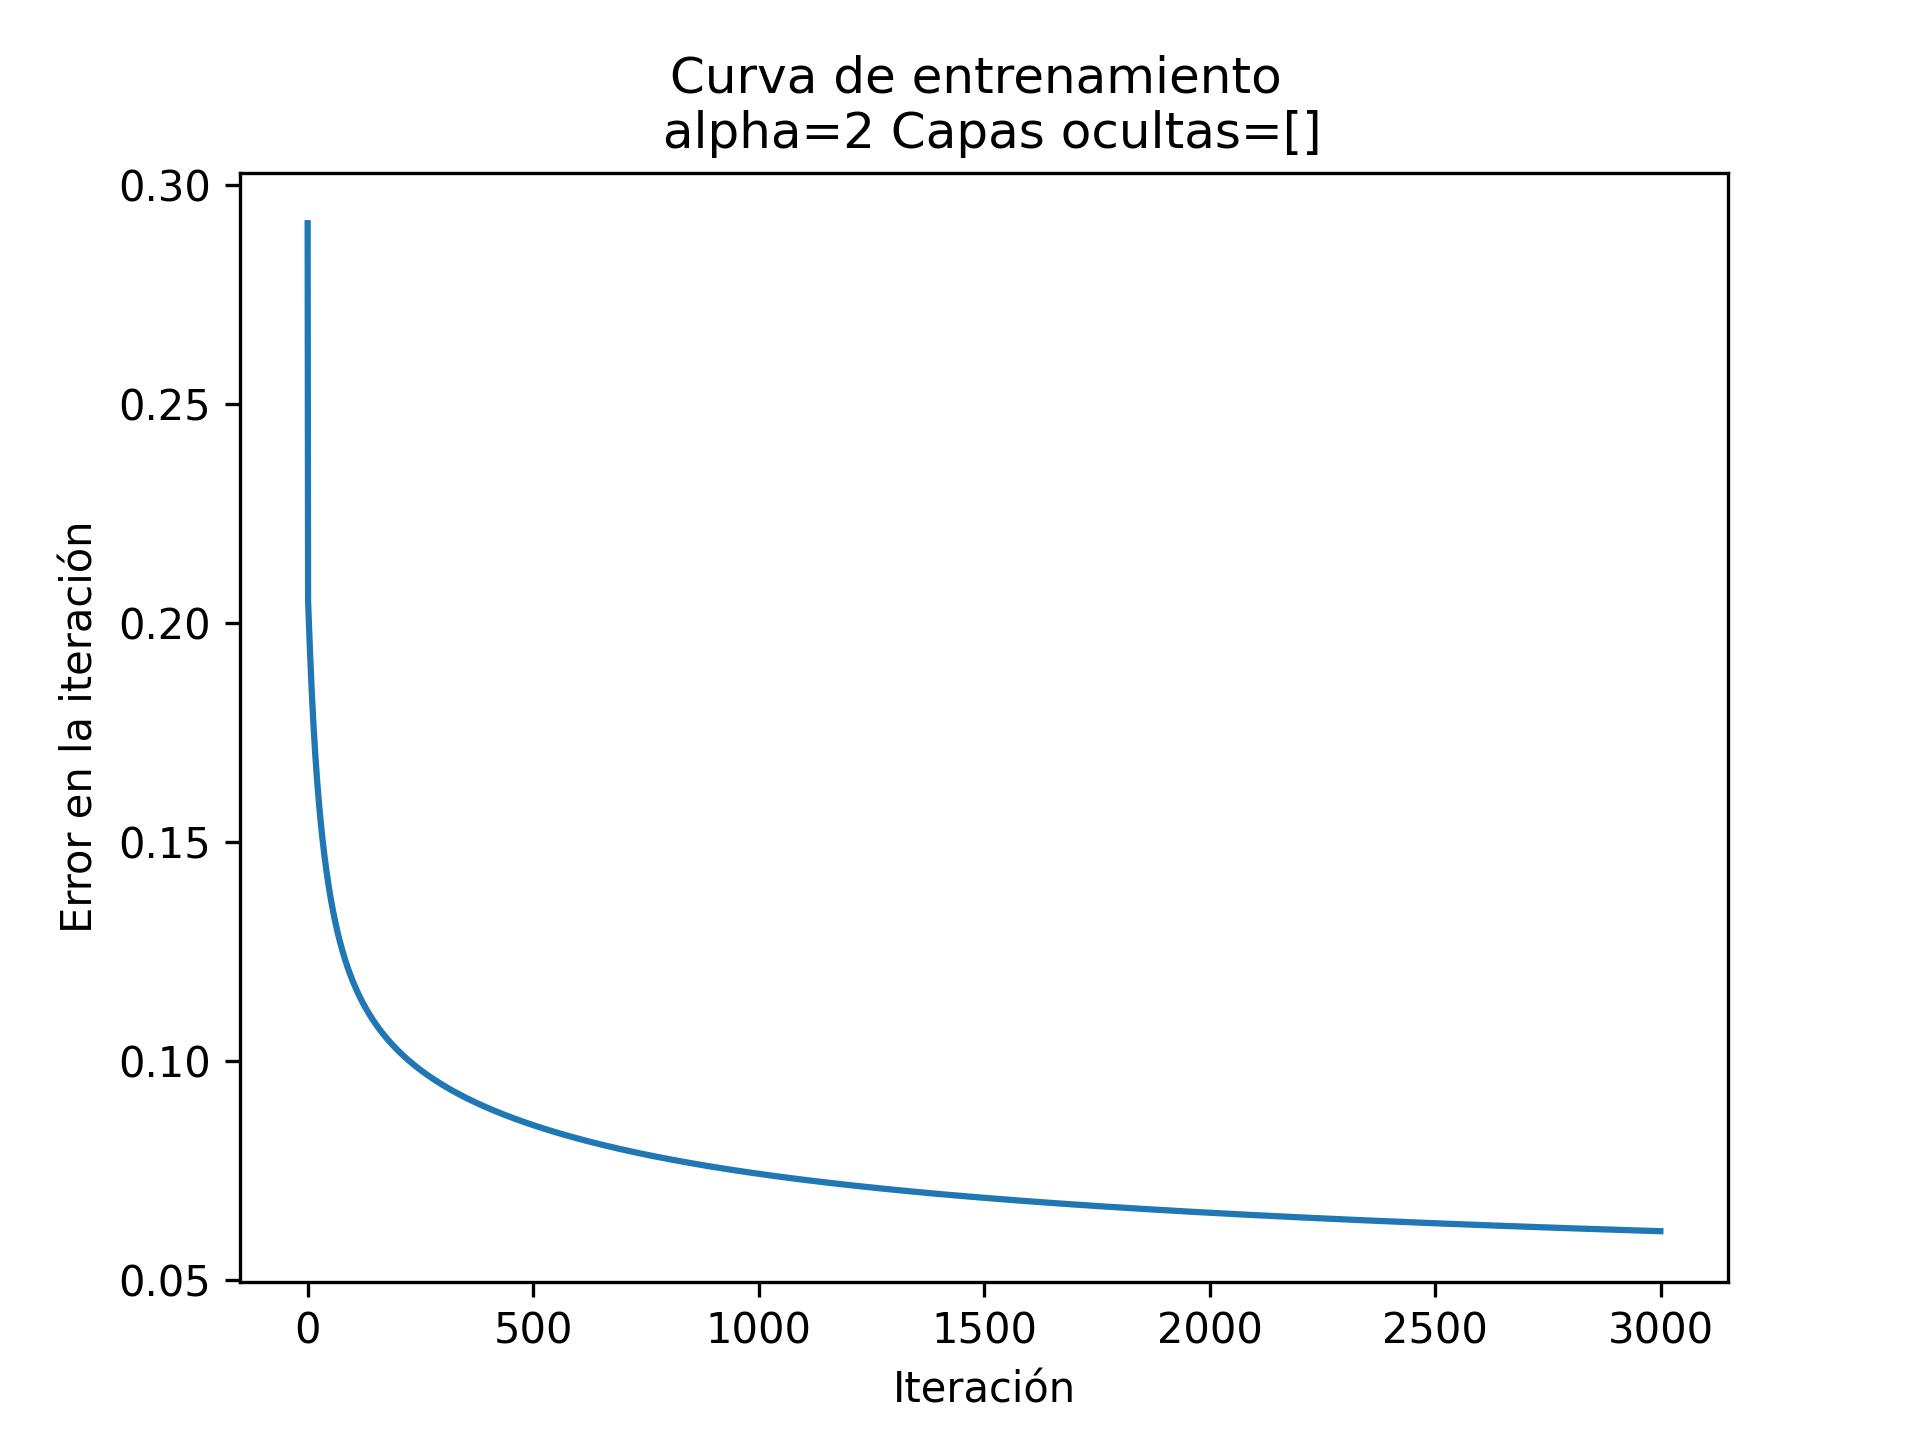 Curva de entrenamiento
alpha=2 Capas ocultas=[]
0.30
0.25
0.20
0.15
0.10
0.05
Error en la iteración
0 500 1000 1500 2000 2500 3000
Iteración